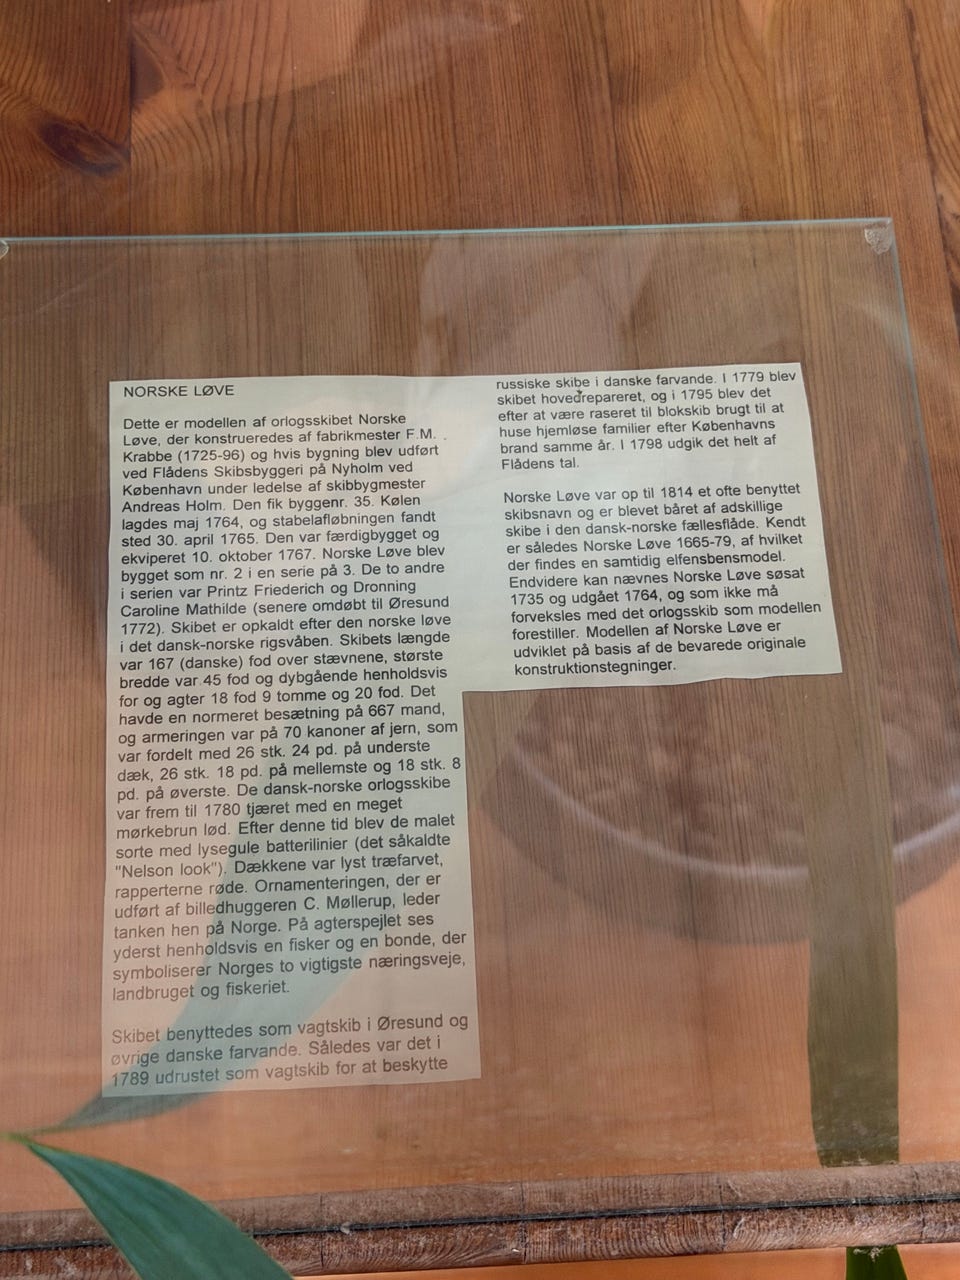 NORSKE LØVE
Dette er modellen af orlogsskibet Norske
Løve, der konstrueredes af fabrikmester F.M.
Krabbe (1725-96) og hvis bygning blev udført
ved Flådens Skibsbyggeri på Nyholm ved
København under ledelse af skibbygmester
Andreas Holm. Den fik byggenr. 35. Kølen
lagdes maj 1764, og stabelafløbningen fandt
sted 30. april 1765. Den var færdigbygget og
ekviperet 10. oktober 1767. Norske Løve blev
bygget som nr. 2 i en serie på 3. De to andre
i serien var Printz Friederich og Dronning
Caroline Mathilde (senere omdøbt til Øresund
1772). Skibet er opkaldt efter den norske løve
i det dansk-norske rigsvåben. Skibets længde
var 167 (danske) fod over stævnene, største
bredde var 45 fod og dybgående henholdsvis
for og agter 18 fod 9 tomme og 20 fod. Det
havde en normeret besætning på 667 mand,
og armeringen var på 70 kanoner af jern, som
var fordelt med 26 stk. 24 pd. på underste
dæk, 26 stk. 18 pd. på mellemste og 18 stk. 8
pd. på øverste. De dansk-norske orlogsskibe
var frem til 1780 tjæret med en meget
mørkebrun lød. Efter denne tid blev de malet
sorte med lysegule batterilinier (det såkaldte
"Nelson look"). Dækkene var lyst træfarvet,
rapperterne røde. Ornamenteringen, der er
udført af billedhuggeren C. Møllerup, leder
tanken hen på Norge. På agterspejlet ses
yderst henholdsvis en fisker og en bonde, der
symboliserer Norges to vigtigste næringsveje,
landbruget og fiskeriet.
Skibet benyttedes som vagtskib i Øresund og
øvrige danske farvande. Således var det i
1789 udrustet som vagtskib for at beskytte
russiske skibe i danske farvande. I 1779 blev
skibet hovedrepareret, og i 1795 blev det
efter at være raseret til blokskib brugt til at
huse hjemløse familier efter Københavns
brand samme år. I 1798 udgik det helt af
Flådens tal.
Norske Løve var op til 1814 et ofte benyttet
skibsnavn og er blevet båret af adskillige
skibe i den dansk-norske fællesflåde. Kendt
er således Norske Løve 1665-79, af hvilket
der findes en samtidig elfensbensmodel.
Endvidere kan nævnes Norske Løve søsat
1735 og udgået 1764, og som ikke må
forveksles med det orlogsskib som modellen
forestiller. Modellen af Norske Løve er
udviklet på basis af de bevarede originale
konstruktionstegninger.